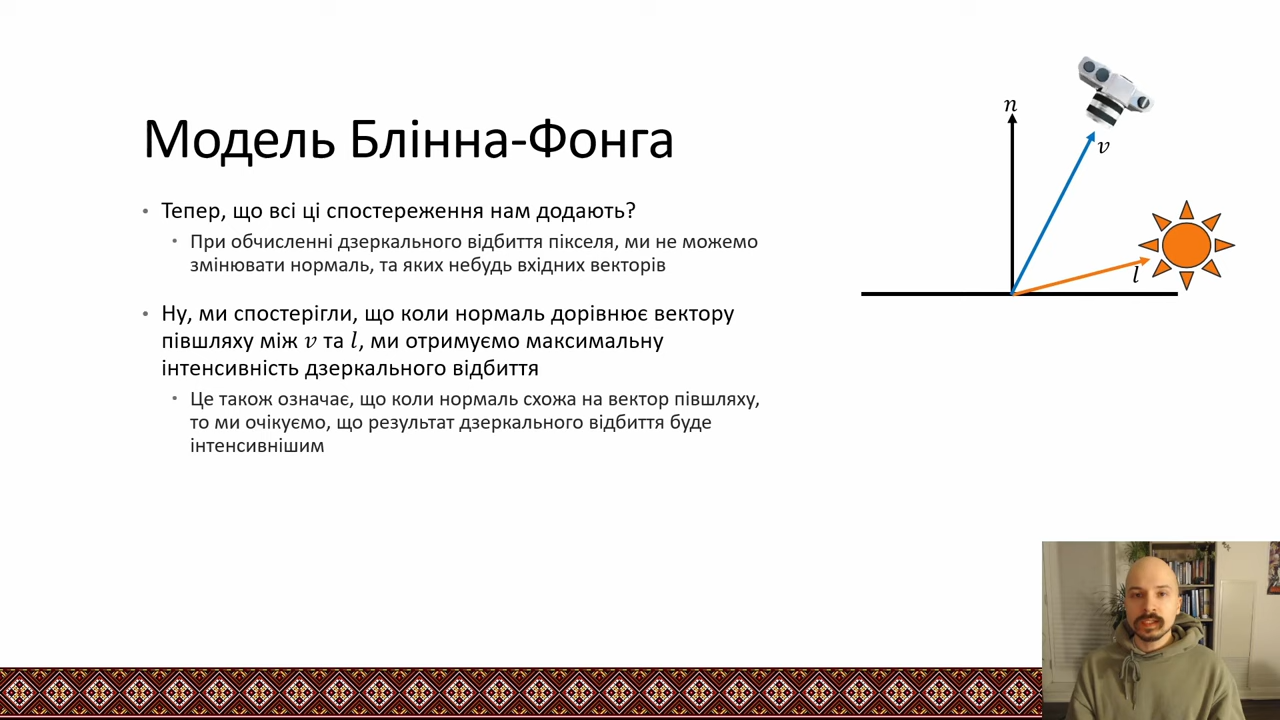 Модель Блінна-Фонга
• Тепер, що всі ці спостереження нам додають?
• При обчисленні дзеркального відбиття пікселя, ми не можемо
змінювати нормаль, та яких небудь вхідних векторів
• Ну, ми спостерігли, що коли нормаль дорівнює вектору
півшляху між v та l, ми отримуємо максимальну
інтенсивність дзеркального відбиття
• Це також означає, що коли нормаль схожа на вектор півшляху,
то ми очікуємо, що результат дзеркального відбиття буде
інтенсивнішим
n
v
l